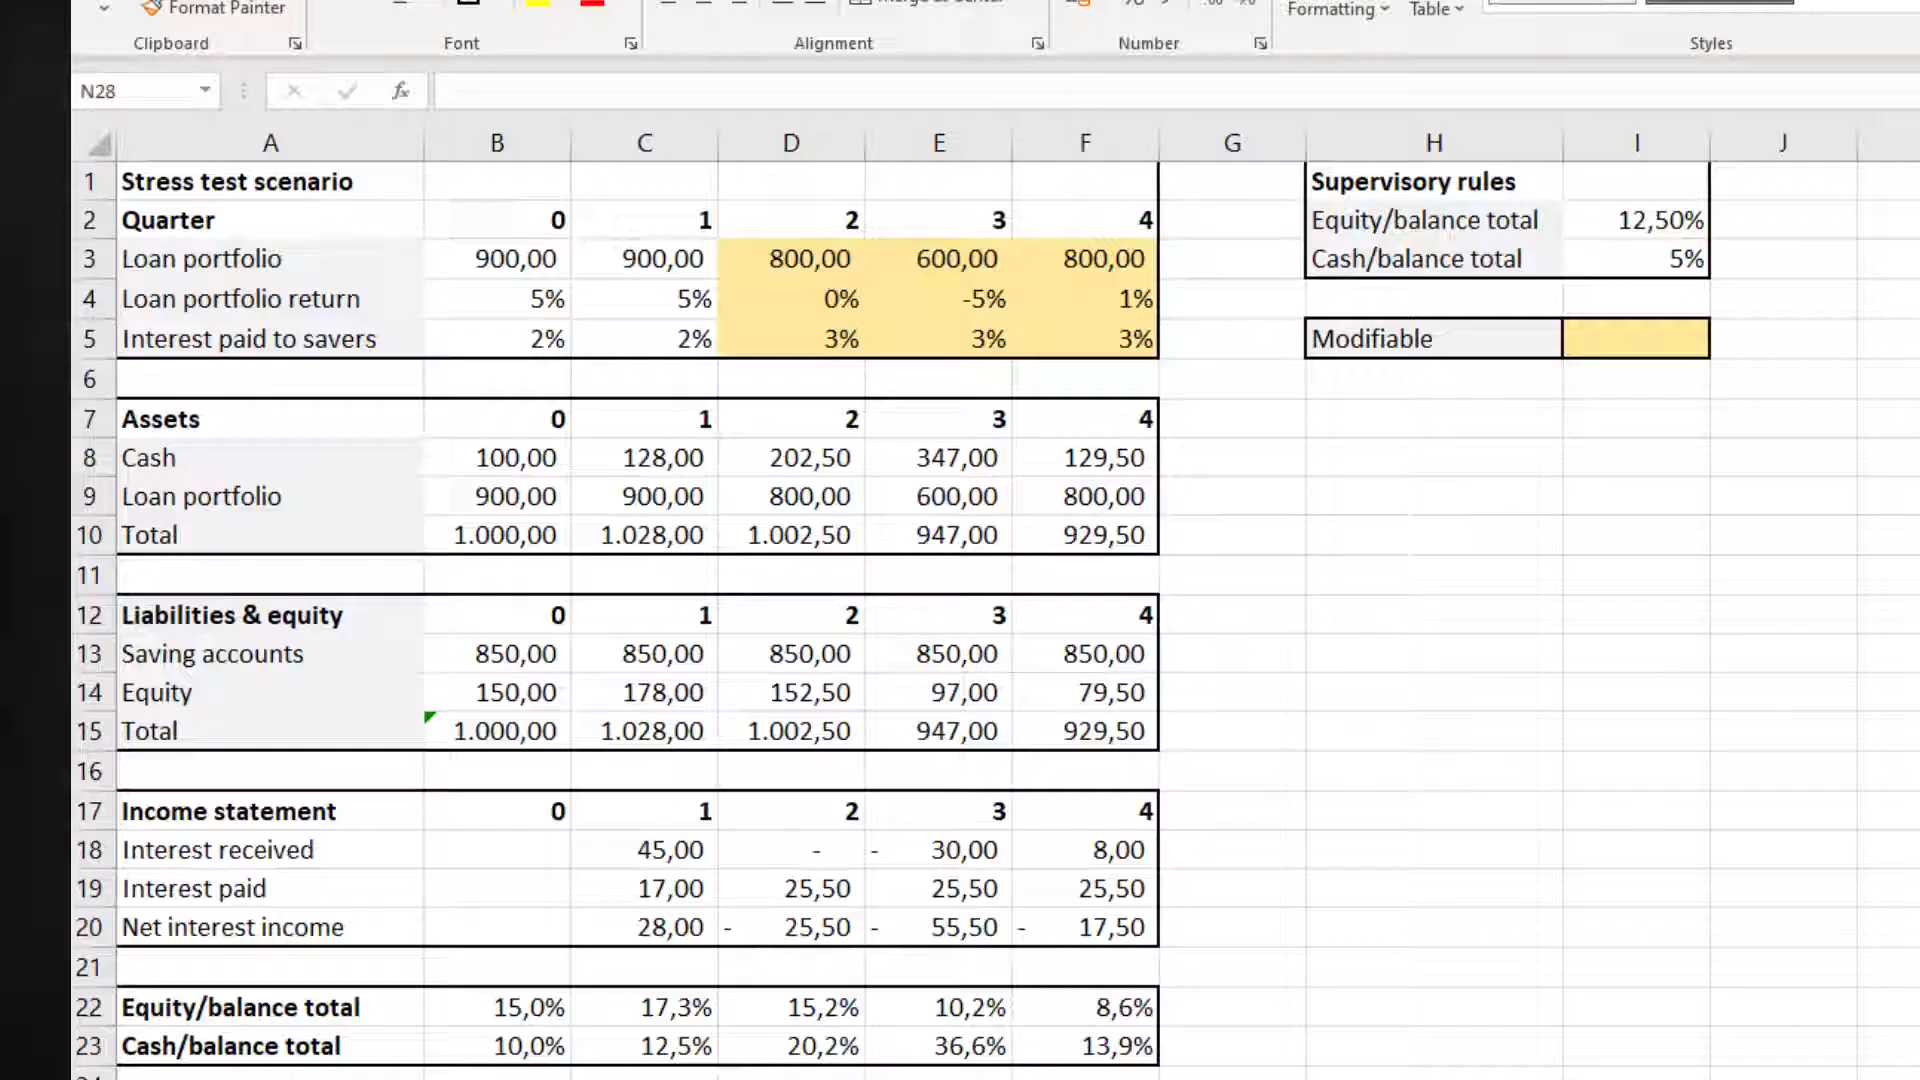 Format Painter
Formatting Table
Clipboard Font Alignment Number Styles
N28 fx
A B C D E F G H I J
1 Stress test scenario Supervisory rules
2 Quarter 0 1 2 3 4 Equity/balance total 12,50%
3 Loan portfolio 900,00 900,00 800,00 600,00 800,00 Cash/balance total 5%
4 Loan portfolio return 5% 5% 0% -5% 1%
5 Interest paid to savers 2% 2% 3% 3% 3% Modifiable
6
7 Assets 0 1 2 3 4
8 Cash 100,00 128,00 202,50 347,00 129,50
9 Loan portfolio 900,00 900,00 800,00 600,00 800,00
10 Total 1.000,00 1.028,00 1.002,50 947,00 929,50
11
12 Liabilities & equity 0 1 2 3 4
13 Saving accounts 850,00 850,00 850,00 850,00 850,00
14 Equity 150,00 178,00 152,50 97,00 79,50
15 Total 1.000,00 1.028,00 1.002,50 947,00 929,50
16
17 Income statement 0 1 2 3 4
18 Interest received 45,00 - - 30,00 8,00
19 Interest paid 17,00 25,50 25,50 25,50
20 Net interest income 28,00 - 25,50 - 55,50 - 17,50
21
22 Equity/balance total 15,0% 17,3% 15,2% 10,2% 8,6%
23 Cash/balance total 10,0% 12,5% 20,2% 36,6% 13,9%